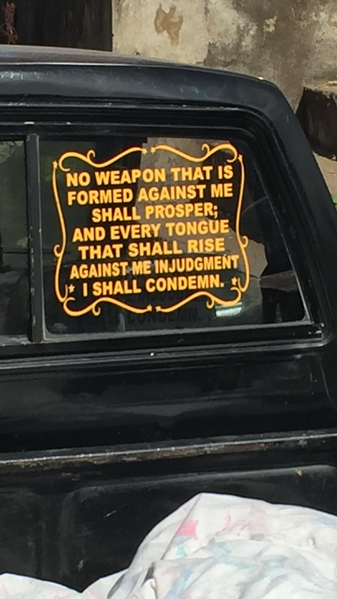 NO WEAPON THAT IS
FORMED AGAINST ME
SHALL PROSPER;
AND EVERY TONGUE
THAT SHALL RISE
AGAINST ME INJUDGMENT
I SHALL CONDEMN.